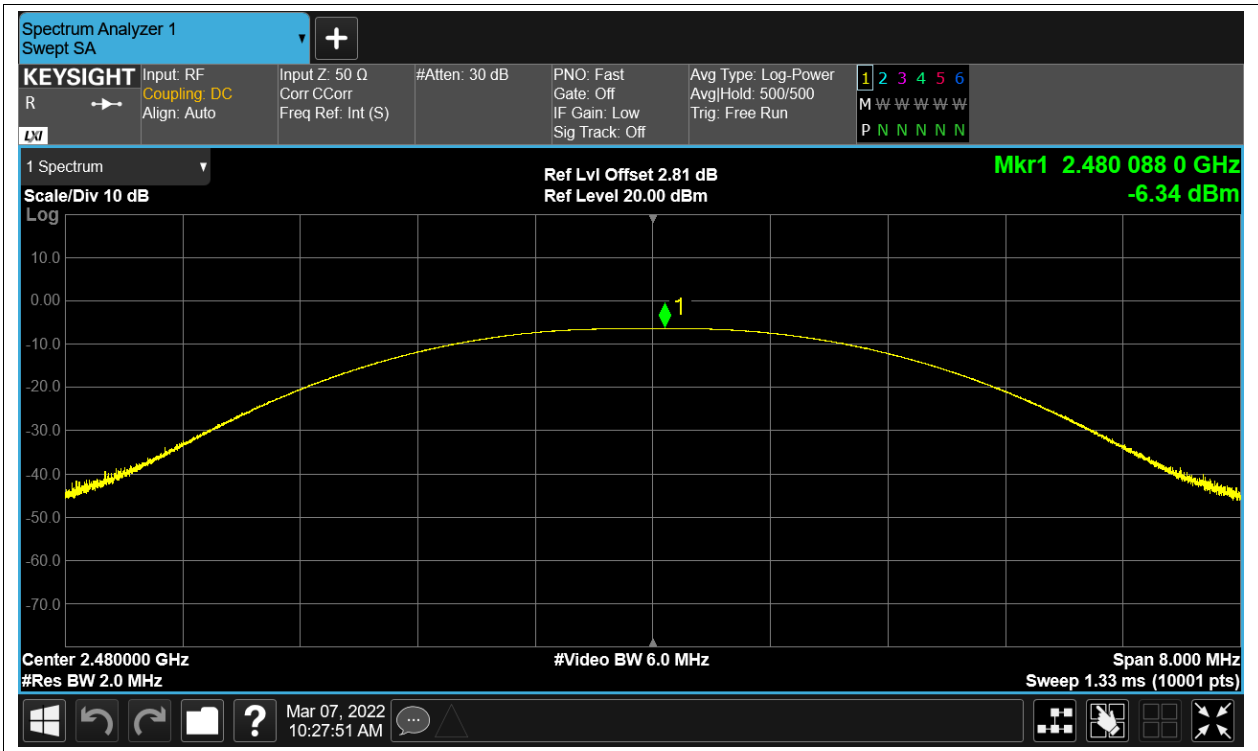 Spectrum Analyzer 1
Swept SA
KEYSIGHT
R
LXI
Input: RF
Coupling: DC
Align: Auto
Input Z: 50 Ω
Corr CCorr
Freq Ref: Int (S)
#Atten: 30 dB
PNO: Fast
Gate: Off
IF Gain: Low
Sig Track: Off
Avg Type: Log-Power
Avg|Hold: 500/500
Trig: Free Run
1 2 3 4 5 6
M W W W W W
P N N N N N
1 Spectrum
Scale/Div 10 dB
Log
Ref Lvl Offset 2.81 dB
Ref Level 20.00 dBm
Mkr1 2.480 088 0 GHz
-6.34 dBm
10.0
0.00
1
-10.0
-20.0
-30.0
-40.0
-50.0
-60.0
-70.0
Center 2.480000 GHz
#Video BW 6.0 MHz
Span 8.000 MHz
#Res BW 2.0 MHz
Sweep 1.33 ms (10001 pts)
?
Mar 07, 2022
10:27:51 AM